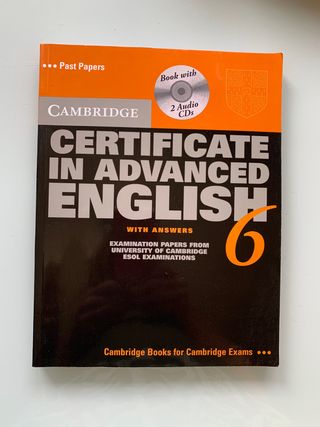 ••• Past Papers
Book with
2 Audio
CDs
CAMBRIDGE
CERTIFICATE
IN ADVANCED
ENGLISH
6
WITH ANSWERS
EXAMINATION PAPERS FROM
UNIVERSITY OF CAMBRIDGE
ESOL EXAMINATIONS
Cambridge Books for Cambridge Exams •••